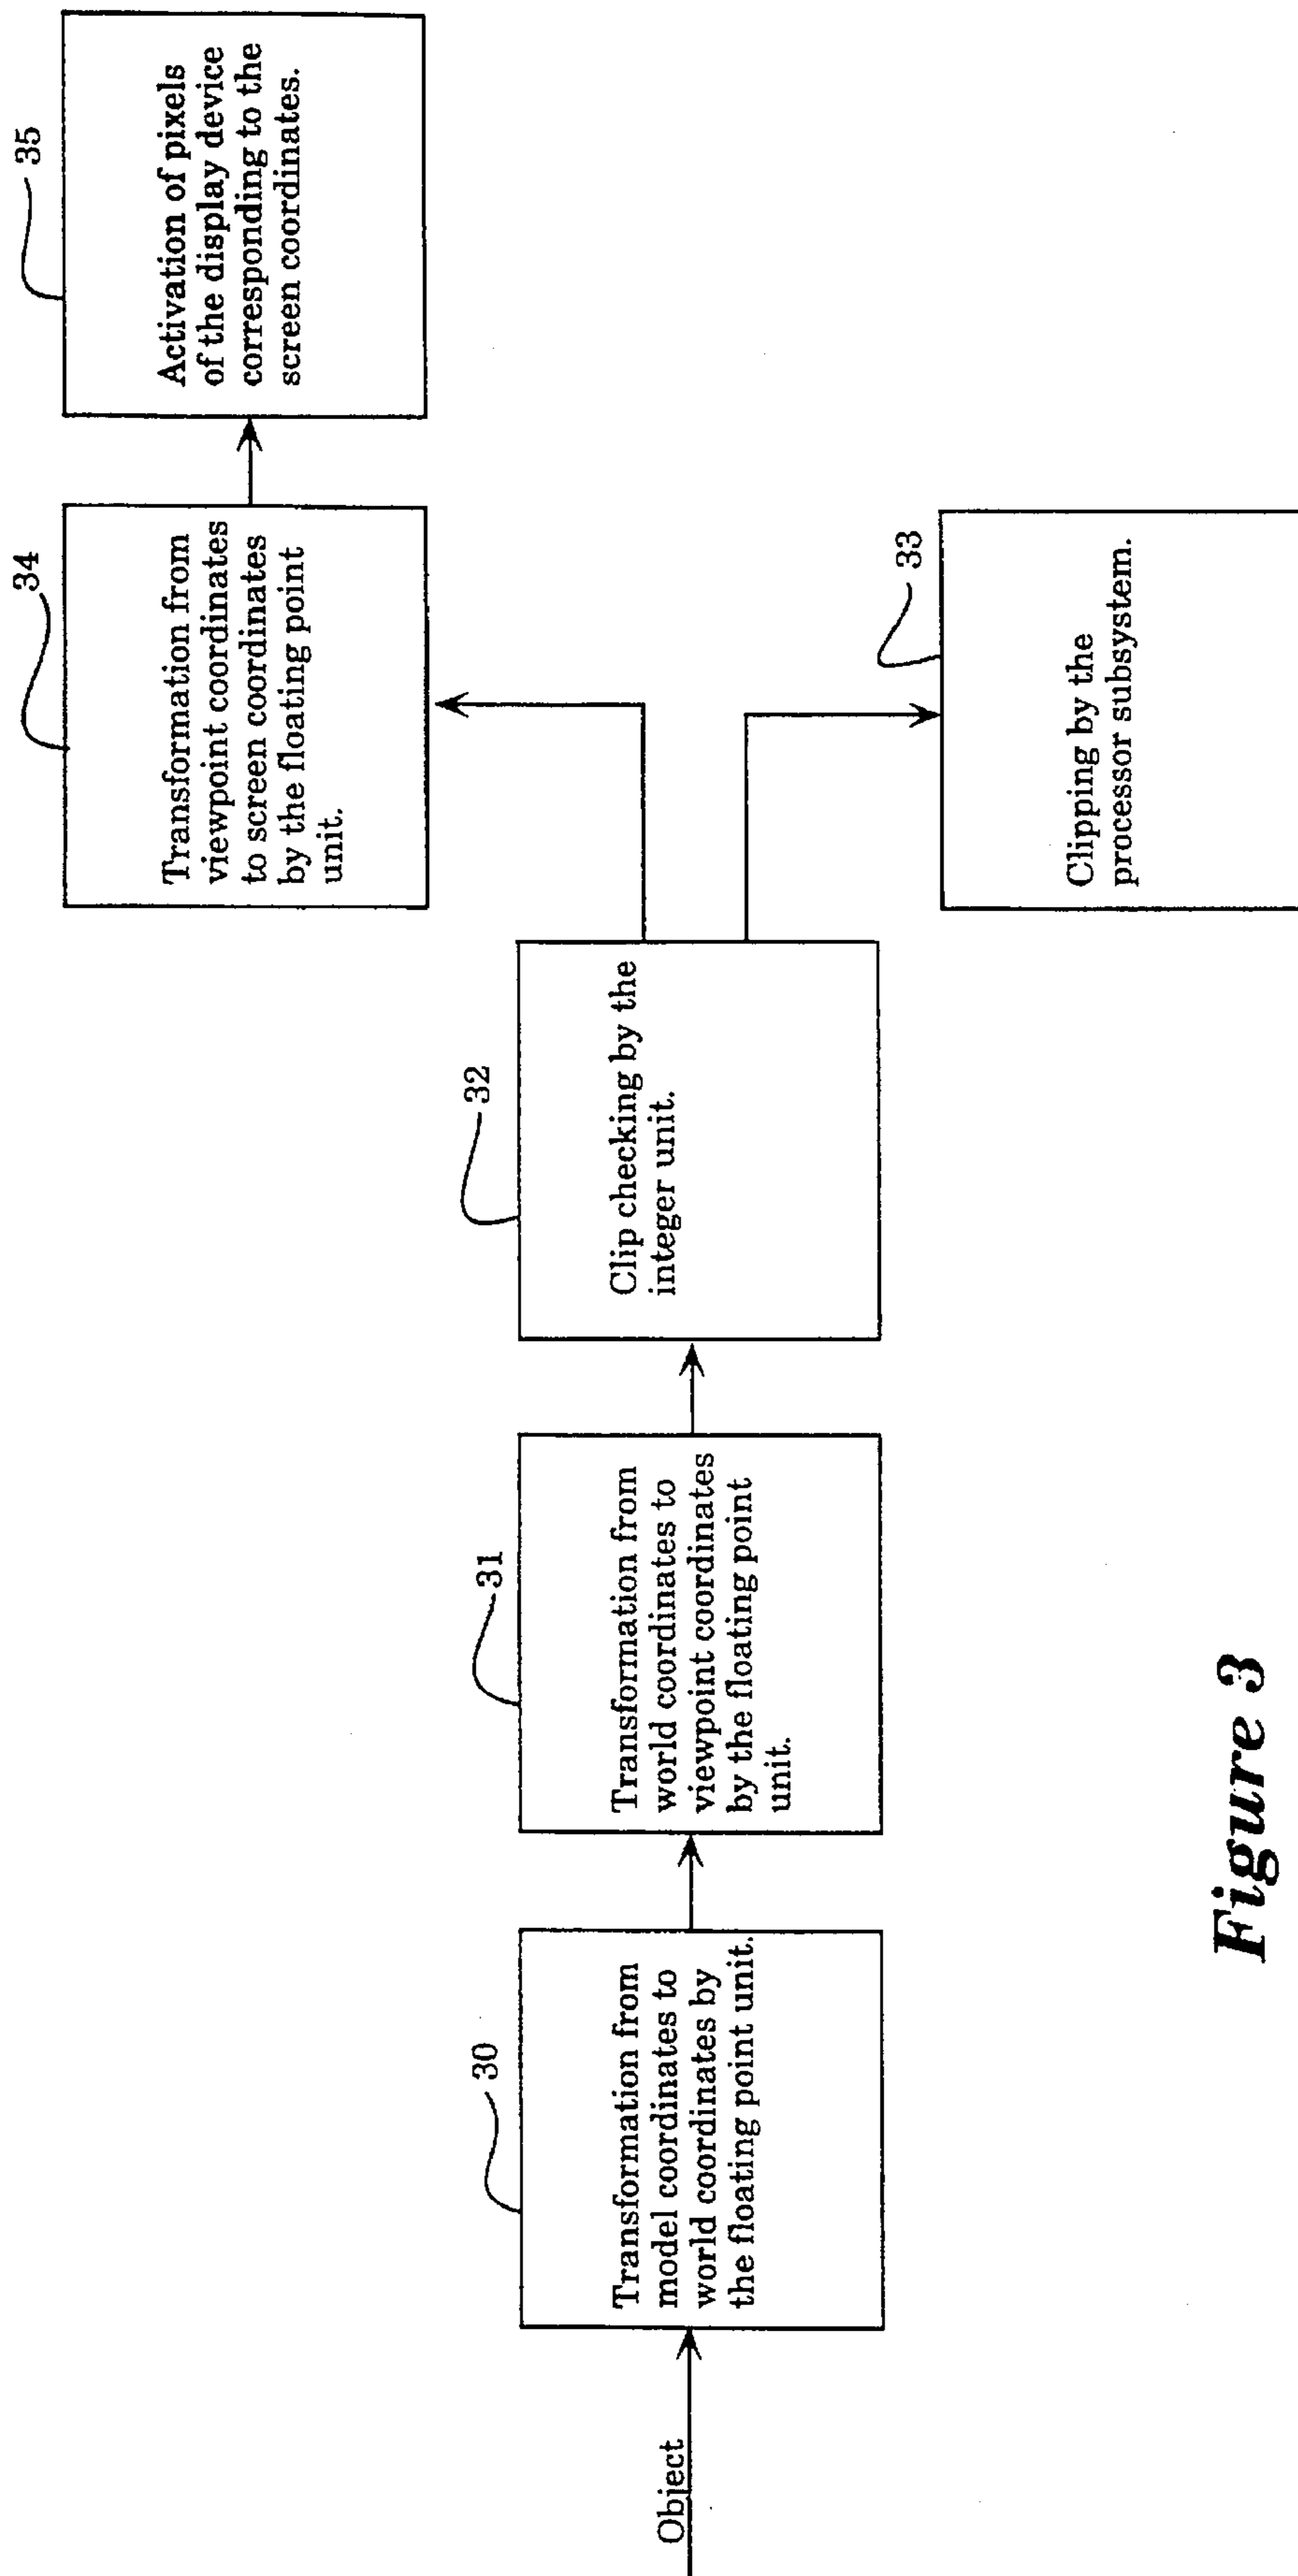 Object
30
Transformation from
model coordinates to
world coordinates by
the floating point unit.
31
Transformation from
world coordinates to
viewpoint coordinates
by the floating point
unit.
32
Clip checking by the
integer unit.
34
Transformation from
viewpoint coordinates
to screen coordinates
by the floating point
unit.
35
Activation of pixels
of the display device
corresponding to the
screen coordinates.
33
Clipping by the
processor subsystem.
Figure 3